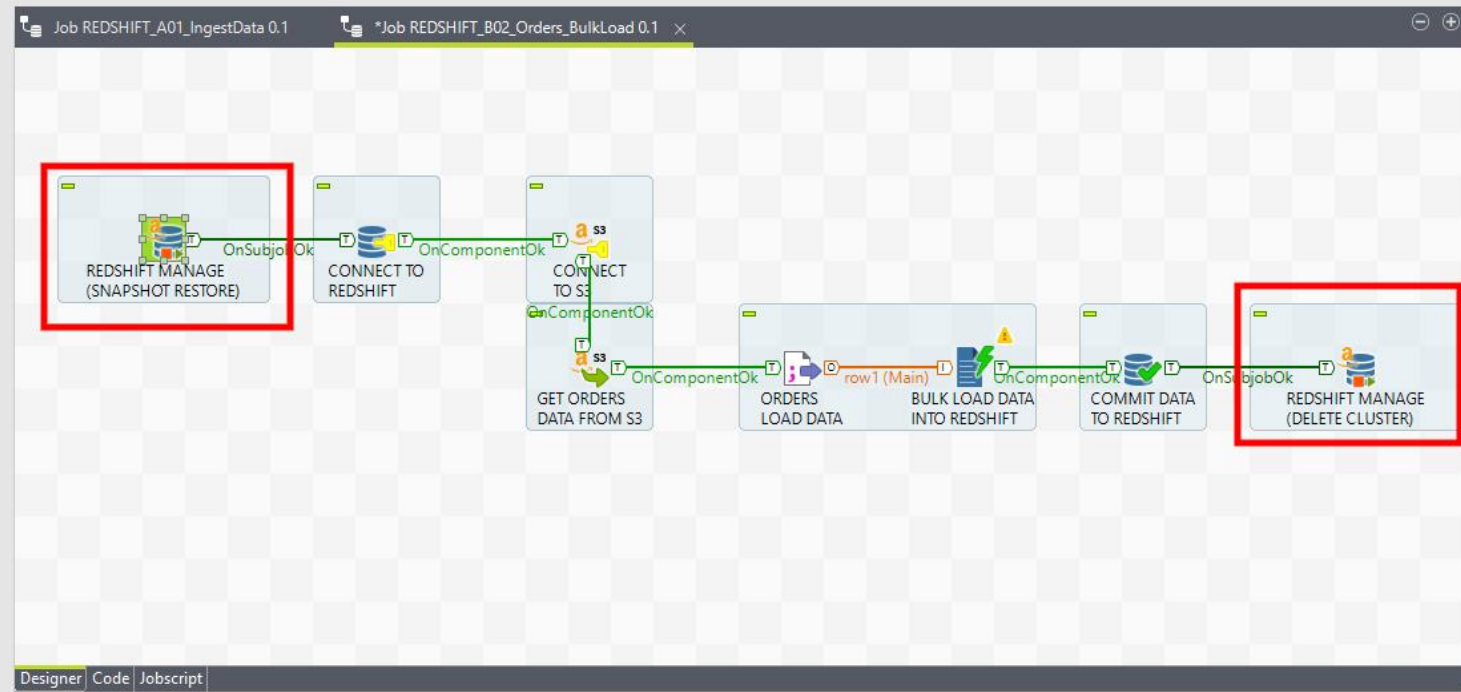 Job REDSHIFT_A01_IngestData 0.1
*Job REDSHIFT_B02_Orders_BulkLoad 0.1
a
T
OnSubjobOk
REDSHIFT MANAGE
(SNAPSHOT RESTORE)
T
T
OnComponentOk
CONNECT TO
REDSHIFT
T
a S3
T
CONNECT
TO S3
OnComponentOk
T
a S3
T
OnComponentOk
GET ORDERS
DATA FROM S3
T
;
O
row1 (Main)
ORDERS
LOAD DATA
I
T
OnComponentOk
BULK LOAD DATA
INTO REDSHIFT
T
T
OnSubjobOk
COMMIT DATA
TO REDSHIFT
T
a
REDSHIFT MANAGE
(DELETE CLUSTER)
Designer
Code
Jobscript